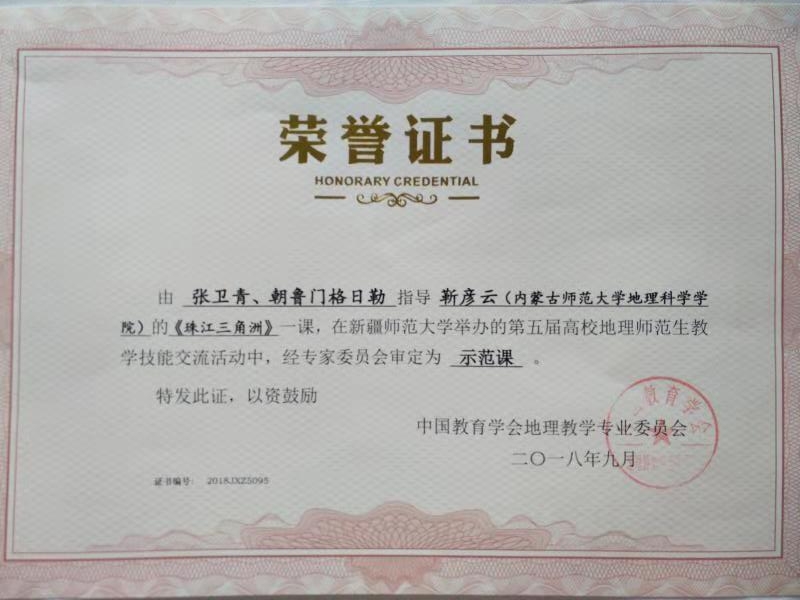 荣誉证书
HONORARY CREDENTIAL
由 张卫青、朝鲁门格日勒 指导 靳彦云（内蒙古师范大学地理科学学
院）的《珠江三角洲》一课，在新疆师范大学举办的第五届高校地理师范生教
学技能交流活动中，经专家委员会审定为 示范课 。
特发此证，以资鼓励
中国教育学会地理教学专业委员会
二〇一八年九月
证书编号: 2018JXZ5095
教育学会